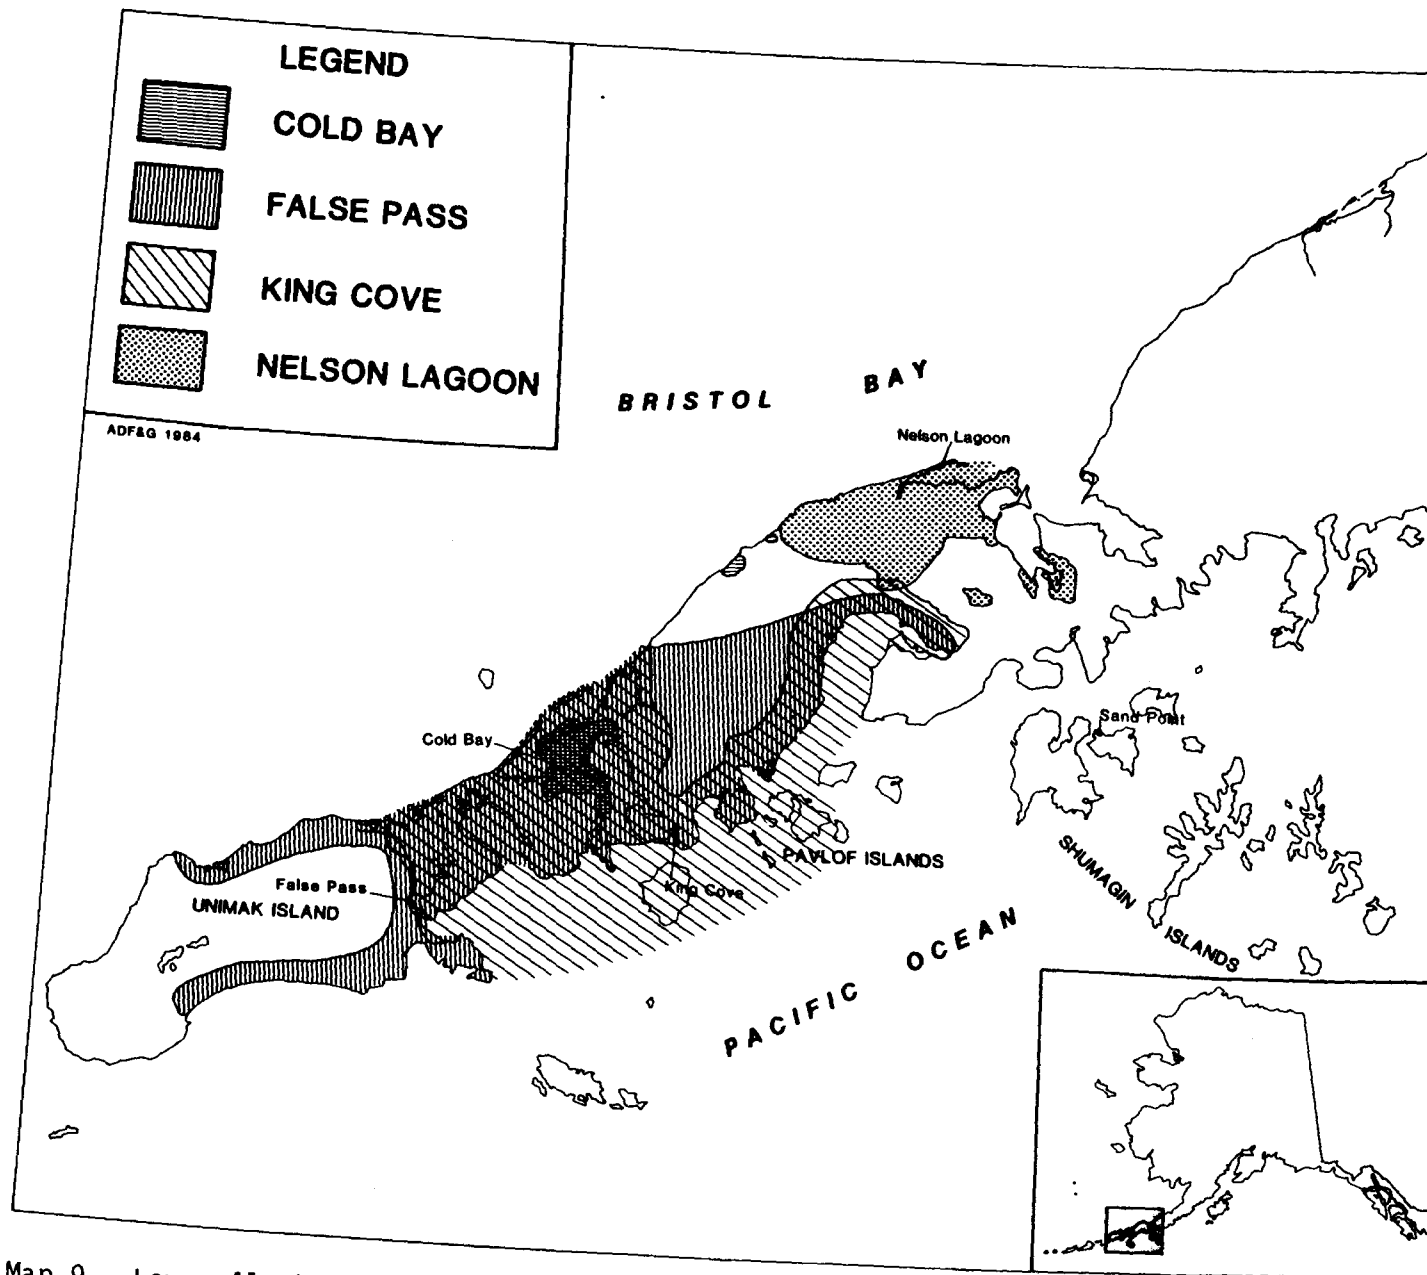 LEGEND
COLD BAY
FALSE PASS
KING COVE
NELSON LAGOON
ADF&G 1984
BRISTOL BAY
Nelson Lagoon
Cold Bay
Sand Point
False Pass
UNIMAK ISLAND
PAVLOF ISLANDS
King Cove
SHUMAGIN
ISLANDS
PACIFIC OCEAN
Map 9